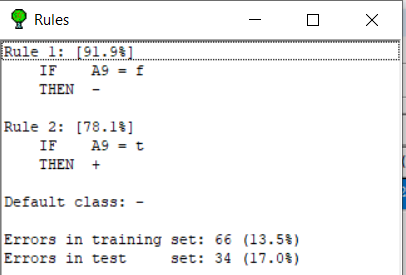 Rules
Rule 1: [91.9%]
IF A9 = f
THEN -
Rule 2: [78.1%]
IF A9 = t
THEN +
Default class: -
Errors in training set: 66 (13.5%)
Errors in test set: 34 (17.0%)